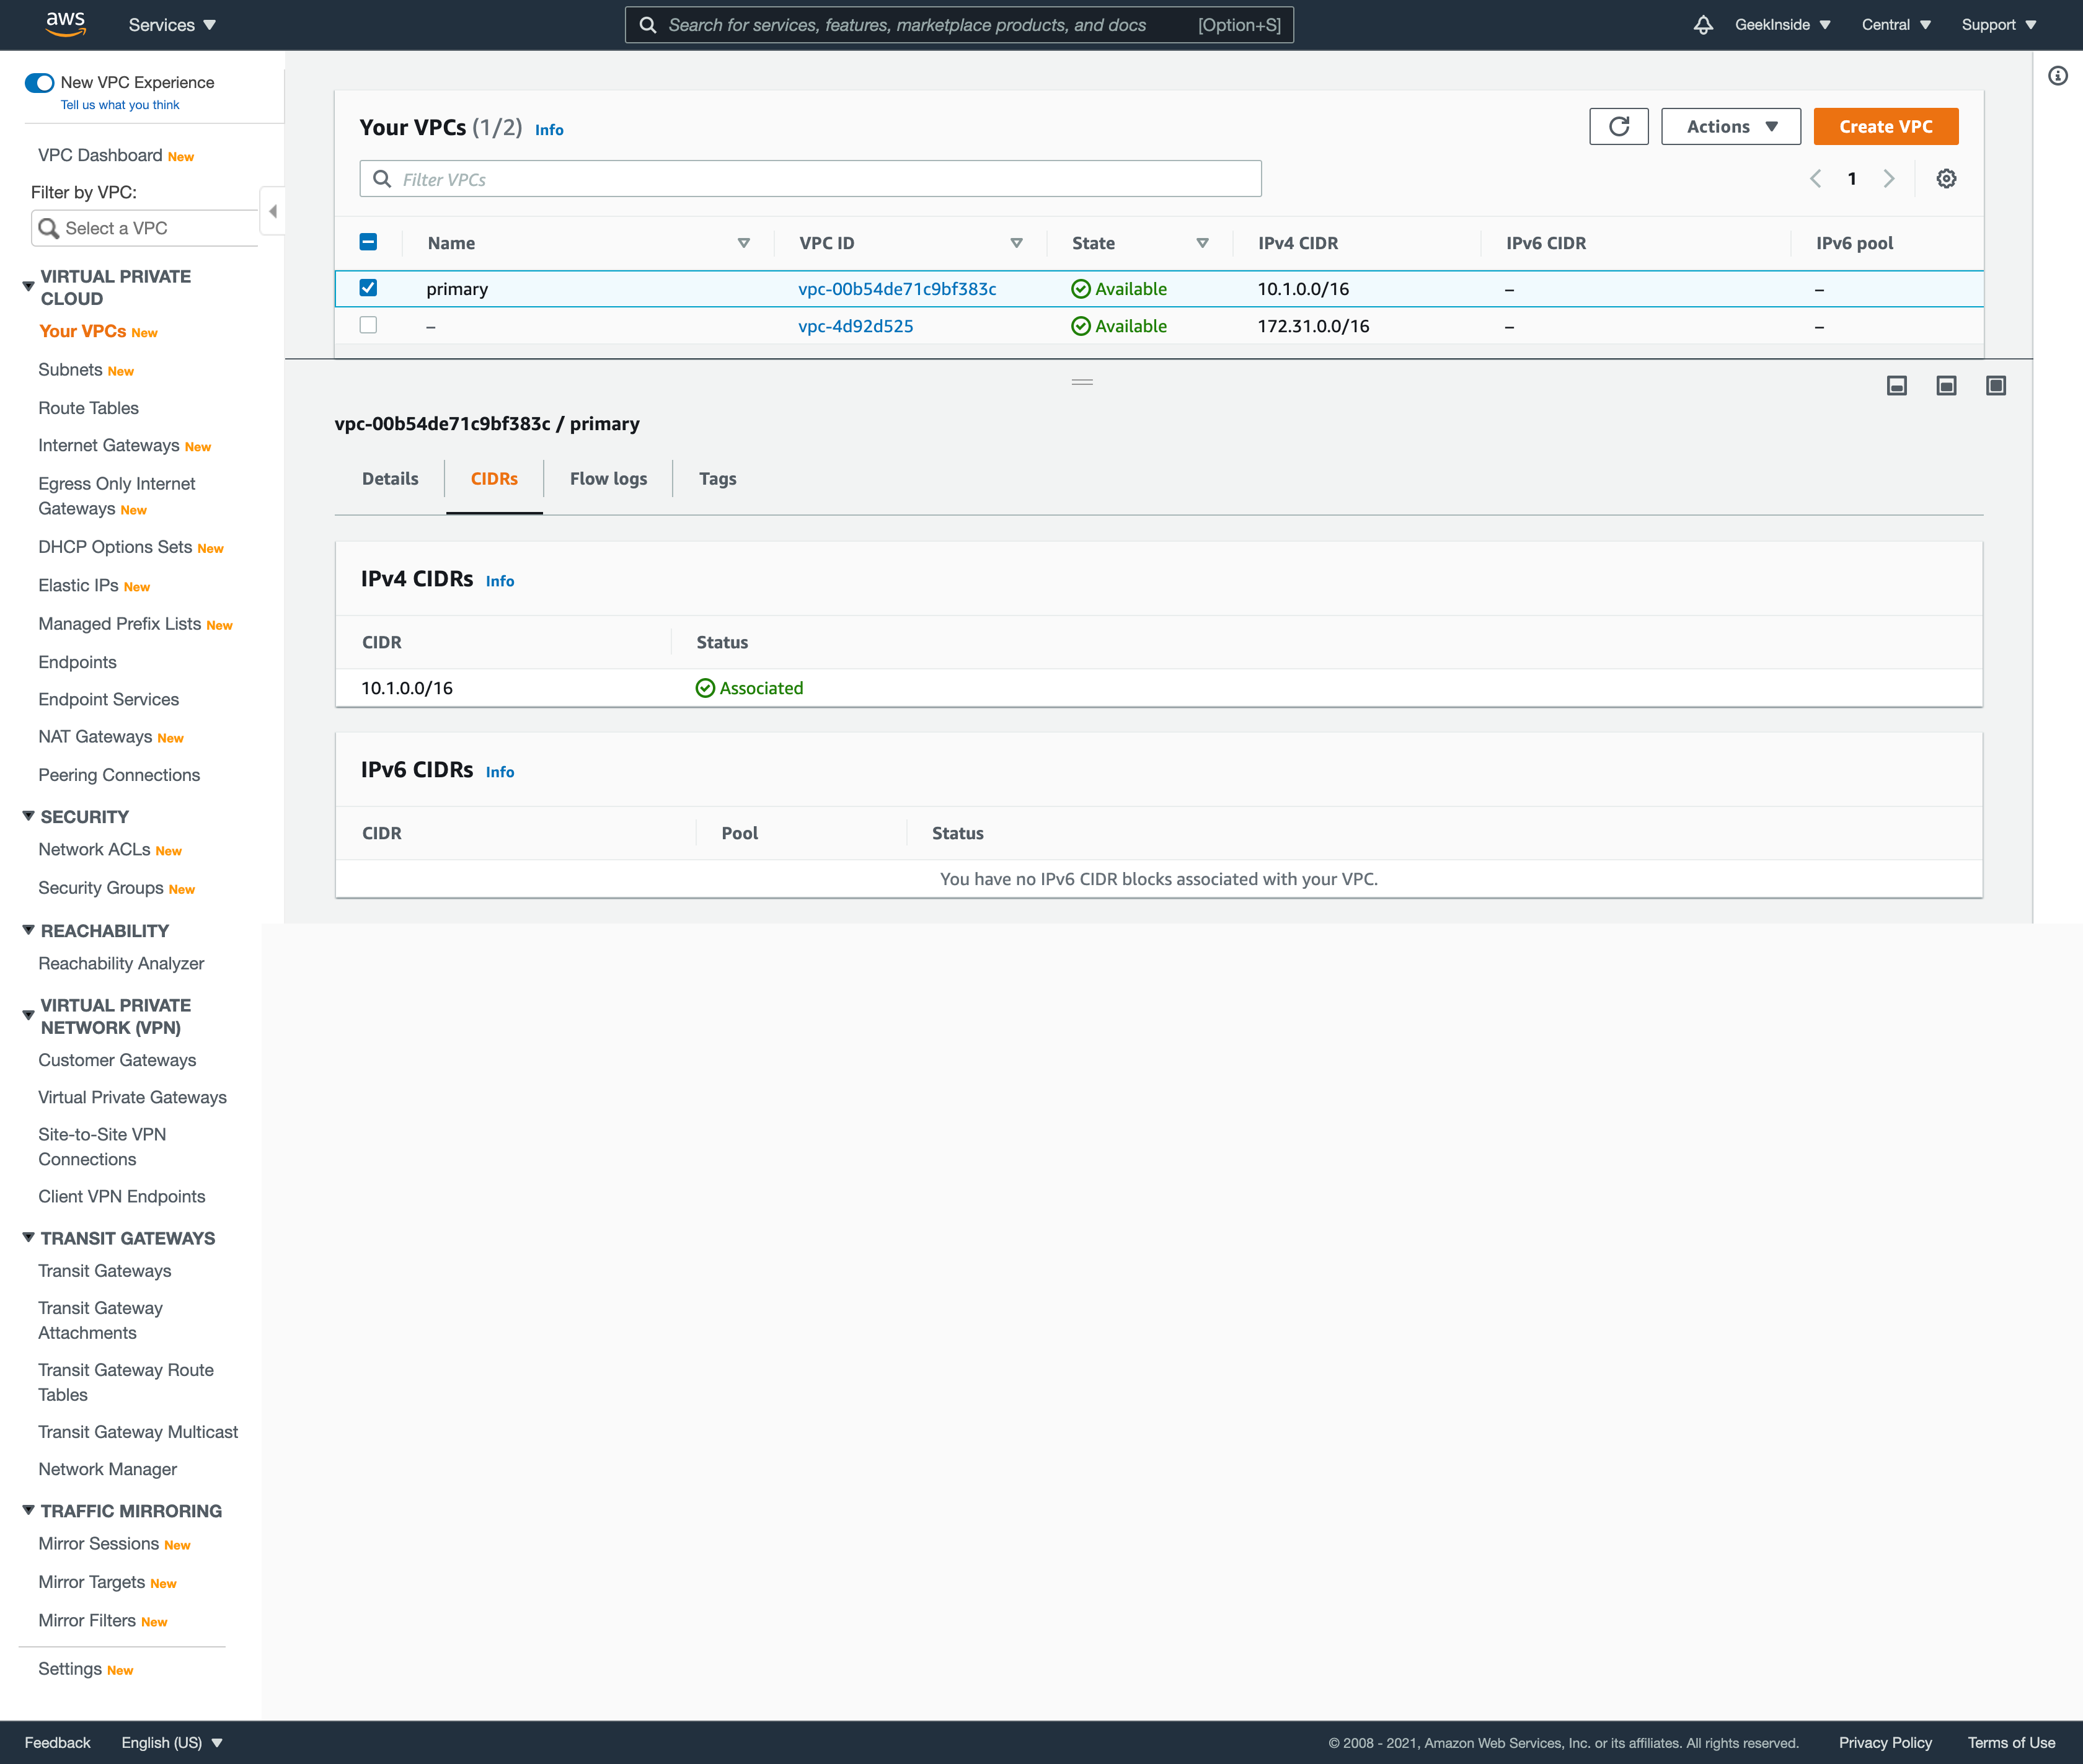 aws
Services
Search for services, features, marketplace products, and docs [Option+S]
GeekInside
Central
Support
New VPC Experience
Tell us what you think
VPC Dashboard New
Filter by VPC:
Select a VPC
VIRTUAL PRIVATE
CLOUD
Your VPCs New
Subnets New
Route Tables
Internet Gateways New
Egress Only Internet
Gateways New
DHCP Options Sets New
Elastic IPs New
Managed Prefix Lists New
Endpoints
Endpoint Services
NAT Gateways New
Peering Connections
SECURITY
Network ACLs New
Security Groups New
REACHABILITY
Reachability Analyzer
VIRTUAL PRIVATE
NETWORK (VPN)
Customer Gateways
Virtual Private Gateways
Site-to-Site VPN
Connections
Client VPN Endpoints
TRANSIT GATEWAYS
Transit Gateways
Transit Gateway
Attachments
Transit Gateway Route
Tables
Transit Gateway Multicast
Network Manager
TRAFFIC MIRRORING
Mirror Sessions New
Mirror Targets New
Mirror Filters New
Settings New
Your VPCs (1/2) Info
Actions
Create VPC
Filter VPCs
1
Name VPC ID State IPv4 CIDR IPv6 CIDR IPv6 pool
primary vpc-00b54de71c9bf383c Available 10.1.0.0/16 – –
– vpc-4d92d525 Available 172.31.0.0/16 – –
vpc-00b54de71c9bf383c / primary
Details CIDRs Flow logs Tags
IPv4 CIDRs Info
CIDR Status
10.1.0.0/16 Associated
IPv6 CIDRs Info
CIDR Pool Status
You have no IPv6 CIDR blocks associated with your VPC.
Feedback English (US) © 2008 - 2021, Amazon Web Services, Inc. or its affiliates. All rights reserved. Privacy Policy Terms of Use